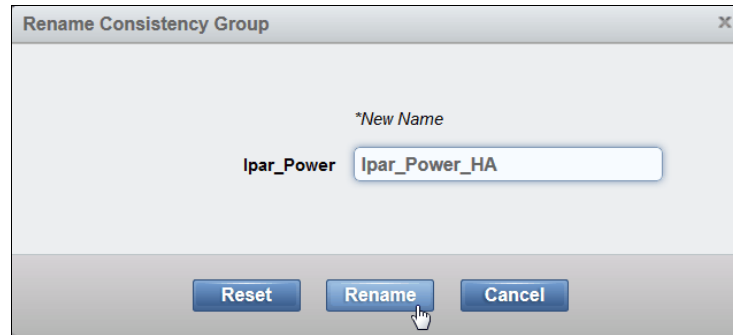 Rename Consistency Group
*New Name
lpar_Power lpar_Power_HA
Reset Rename Cancel